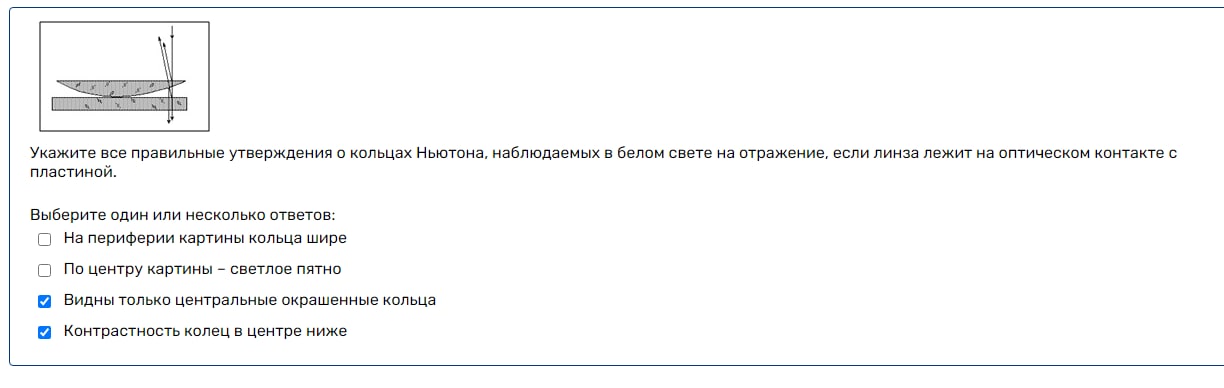 Укажите все правильные утверждения о кольцах Ньютона, наблюдаемых в белом свете на отражение, если линза лежит на оптическом контакте с
пластиной.
Выберите один или несколько ответов:
На периферии картины кольца шире
По центру картины – светлое пятно
Видны только центральные окрашенные кольца
Контрастность колец в центре ниже